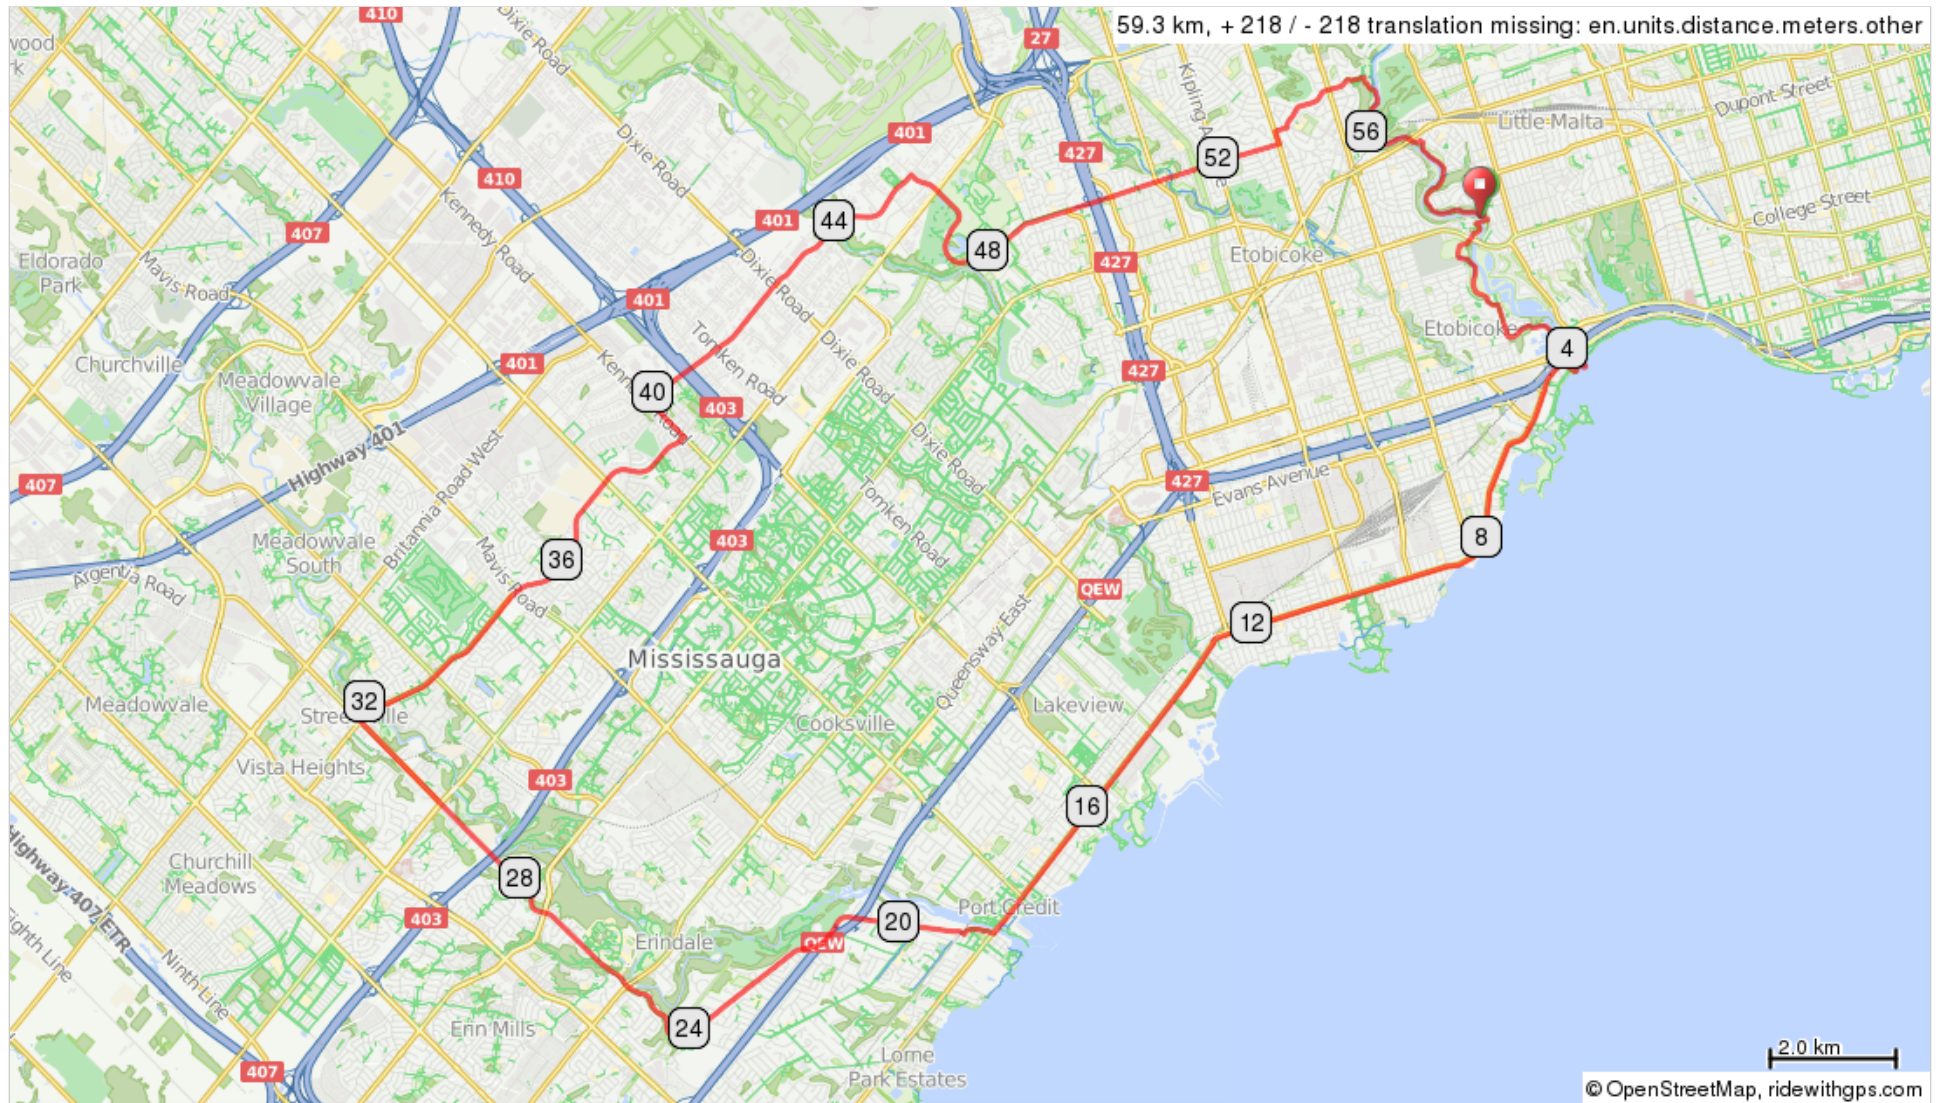 410
27
59.3 km, + 218 / - 218 translation missing: en.units.distance.meters.other
Dixie Road
Dupont Street
Little Malta
Dixie Road
401
56
427
52
410
Kennedy Road
401
44
407
College Street
Eldorado
Park
Mavis Road
48
427
Etobicoke
Dixie Road
401
Etobicoke
4
Tomken Road
Churchville
401
Dixie Road
427
Meadowvale
Village
40
403
Highway 401
Dixie Road
407
427
Evans Avenue
Britannia Road West
Tomken Road
Meadowvale
South
403
8
36
Mavis Road
Argentia Road
QEW
12
Queensway East
Mississauga
32
Meadowvale
Lakeview
Cooksville
Vista Heights
403
16
Highway 407 ETR
Churchill
Meadows
28
Port Credit
403
20
Erindale
QEW
Ninth Line
24
Erin Mills
2.0 km
Lorne
Park Estates
407
© OpenStreetMap, ridewithgps.com